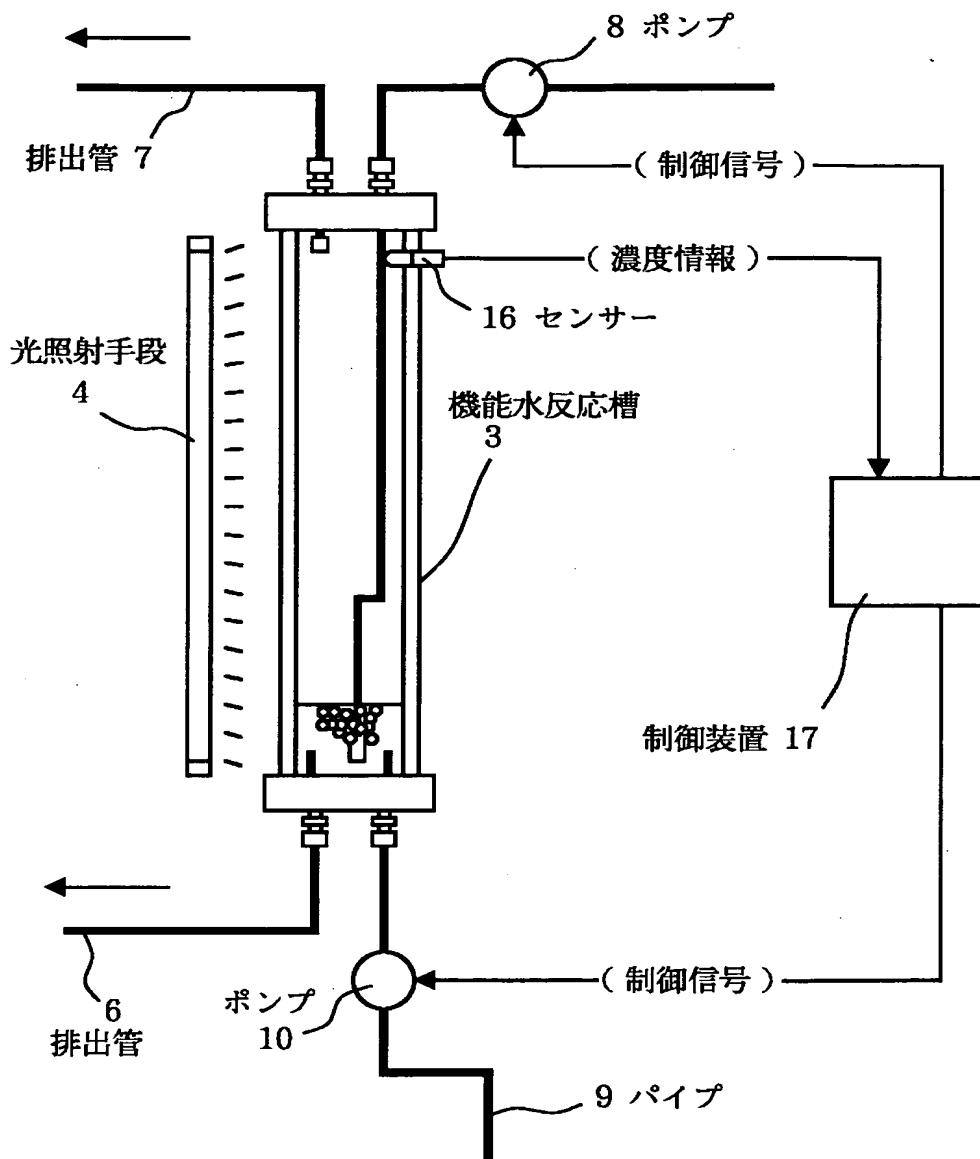 8 ポンプ
排出管 7
( 制御信号 )
( 濃度情報 )
16 センサー
光照射手段
4
機能水反応槽
3
制御装置 17
( 制御信号 )
ポンプ
10
6
排出管
9 パイプ